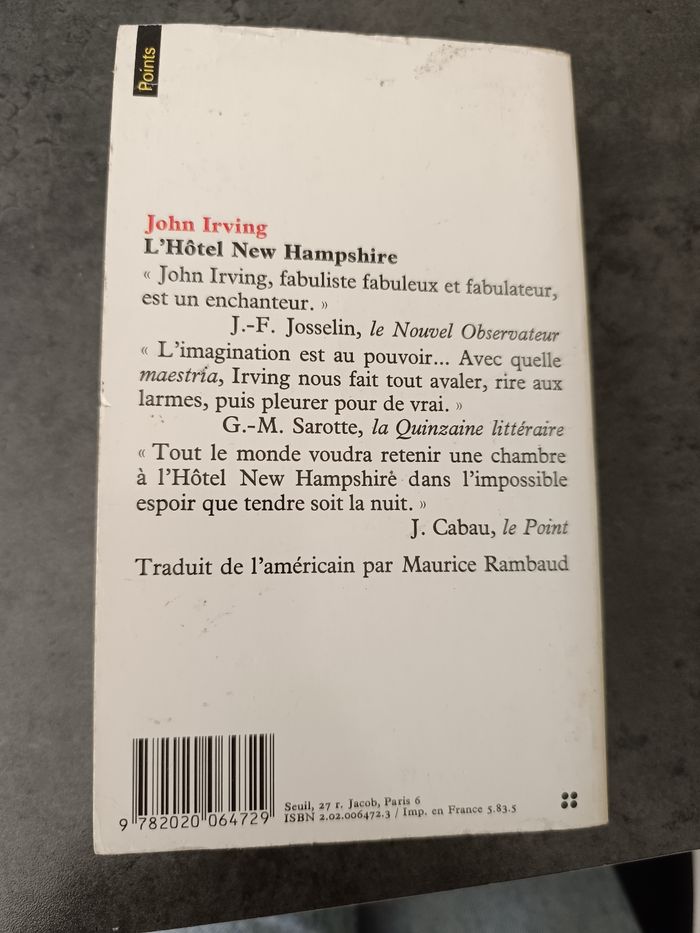 Points
John Irving
L'Hôtel New Hampshire
« John Irving, fabuliste fabuleux et fabulateur,
est un enchanteur. »
J.-F. Josselin, le Nouvel Observateur
« L'imagination est au pouvoir... Avec quelle
maestria, Irving nous fait tout avaler, rire aux
larmes, puis pleurer pour de vrai. »
G.-M. Sarotte, la Quinzaine littéraire
« Tout le monde voudra retenir une chambre
à l'Hôtel New Hampshire dans l'impossible
espoir que tendre soit la nuit. »
J. Cabau, le Point
Traduit de l'américain par Maurice Rambaud
Seuil, 27 r. Jacob, Paris 6
ISBN 2.02.006472.3 / Imp. en France 5.83.5
9 782020 064729